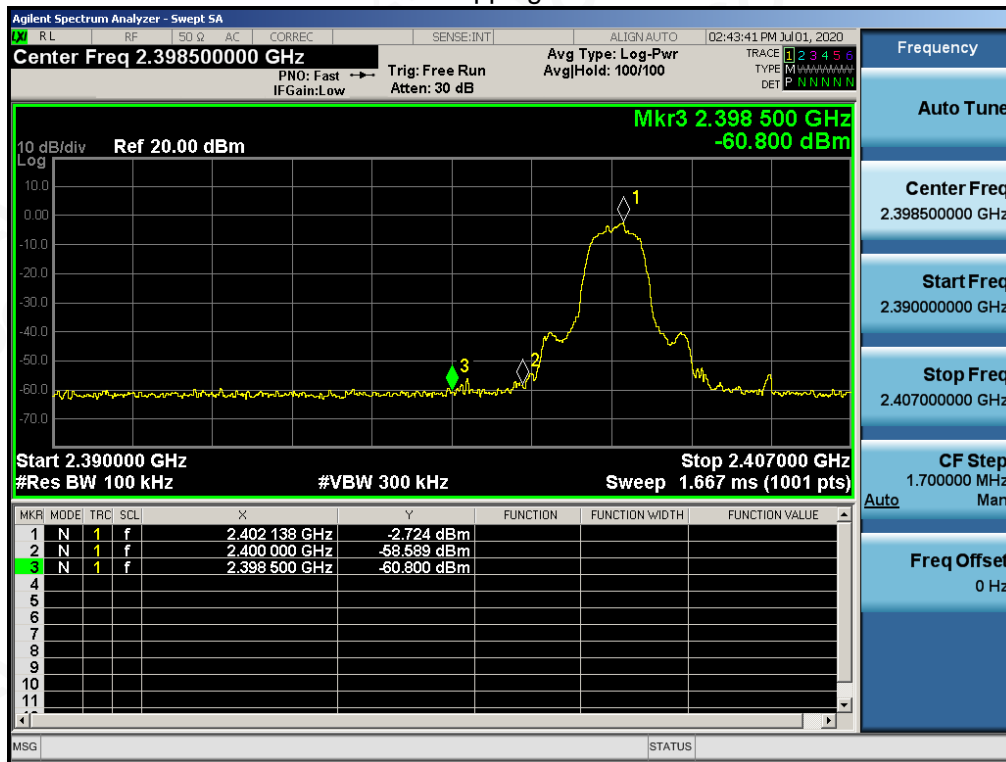 Agilent Spectrum Analyzer - Swept SA
LXI RL RF 50 Ω AC CORREC SENSE:INT ALIGN AUTO 02:43:41 PM Jul 01, 2020
Center Freq 2.398500000 GHz
PNO: Fast
IFGain:Low
Trig: Free Run
Atten: 30 dB
Avg Type: Log-Pwr
Avg|Hold: 100/100
TRACE 1 2 3 4 5 6
TYPE M WWWWW
DET P N N N N N
Mkr3 2.398 500 GHz
-60.800 dBm
10 dB/div Ref 20.00 dBm
Log
10.0
0.00
-10.0
-20.0
-30.0
-40.0
-50.0
-60.0
-70.0
1
2
3
Start 2.390000 GHz Stop 2.407000 GHz
#Res BW 100 kHz #VBW 300 kHz Sweep 1.667 ms (1001 pts)
MKR MODE TRC SCL X Y FUNCTION FUNCTION WIDTH FUNCTION VALUE
1 N 1 f 2.402 138 GHz -2.724 dBm
2 N 1 f 2.400 000 GHz -58.589 dBm
3 N 1 f 2.398 500 GHz -60.800 dBm
4
5
6
7
8
9
10
11
MSG STATUS
Frequency
Auto Tune
Center Freq
2.398500000 GHz
Start Freq
2.390000000 GHz
Stop Freq
2.407000000 GHz
CF Step
1.700000 MHz
Auto Man
Freq Offset
0 Hz